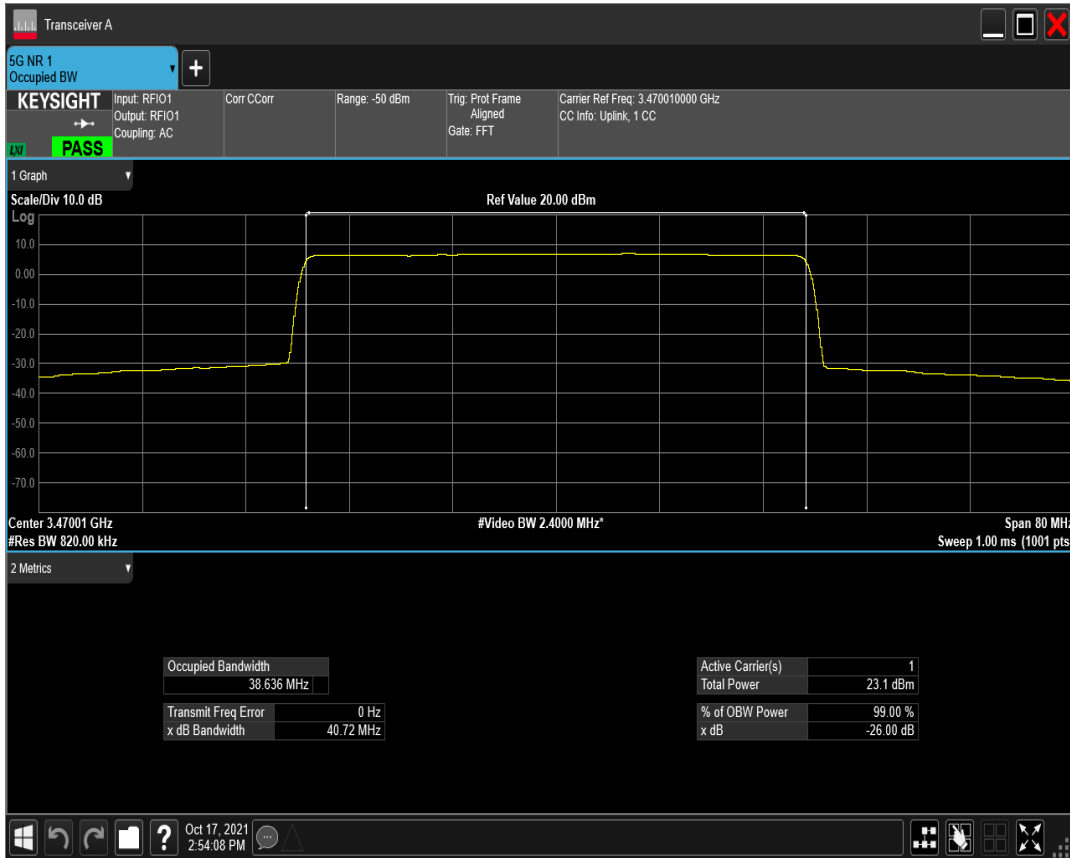 Transceiver A
5G NR 1
Occupied BW
+
KEYSIGHT
LXI
PASS
Input: RFIO1
Output: RFIO1
Coupling: AC
Corr CCorr
Range: -50 dBm
Trig: Prot Frame
Aligned
Gate: FFT
Carrier Ref Freq: 3.470010000 GHz
CC Info: Uplink, 1 CC
1 Graph
Scale/Div 10.0 dB
Ref Value 20.00 dBm
Log
10.0
0.00
-10.0
-20.0
-30.0
-40.0
-50.0
-60.0
-70.0
Center 3.47001 GHz
#Video BW 2.4000 MHz*
Span 80 MHz
#Res BW 820.00 kHz
Sweep 1.00 ms (1001 pts
2 Metrics
Occupied Bandwidth
38.636 MHz
Transmit Freq Error 0 Hz
x dB Bandwidth 40.72 MHz
Active Carrier(s) 1
Total Power 23.1 dBm
% of OBW Power 99.00 %
x dB -26.00 dB
?
Oct 17, 2021
2:54:08 PM